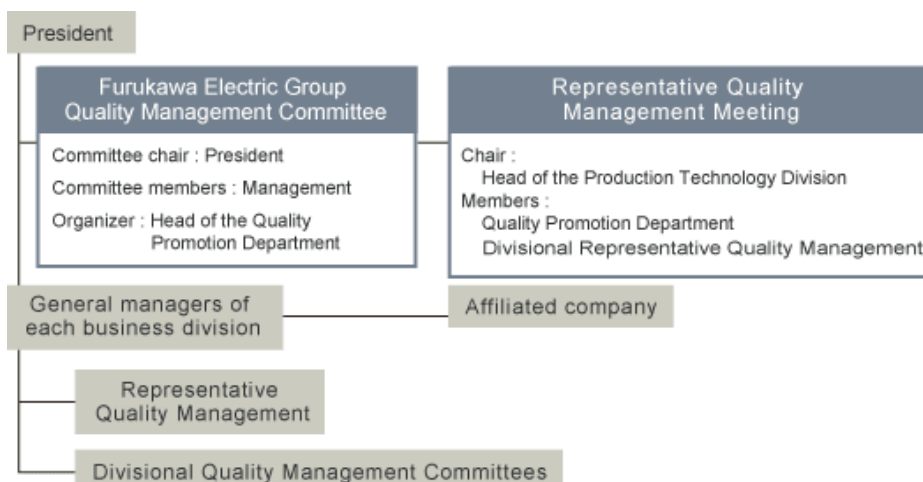 President
Furukawa Electric Group
Quality Management Committee
Committee chair : President
Committee members : Management
Organizer : Head of the Quality
Promotion Department
Representative Quality
Management Meeting
Chair :
Head of the Production Technology Division
Members :
Quality Promotion Department
Divisional Representative Quality Management
General managers of
each business division
Affiliated company
Representative
Quality Management
Divisional Quality Management Committees